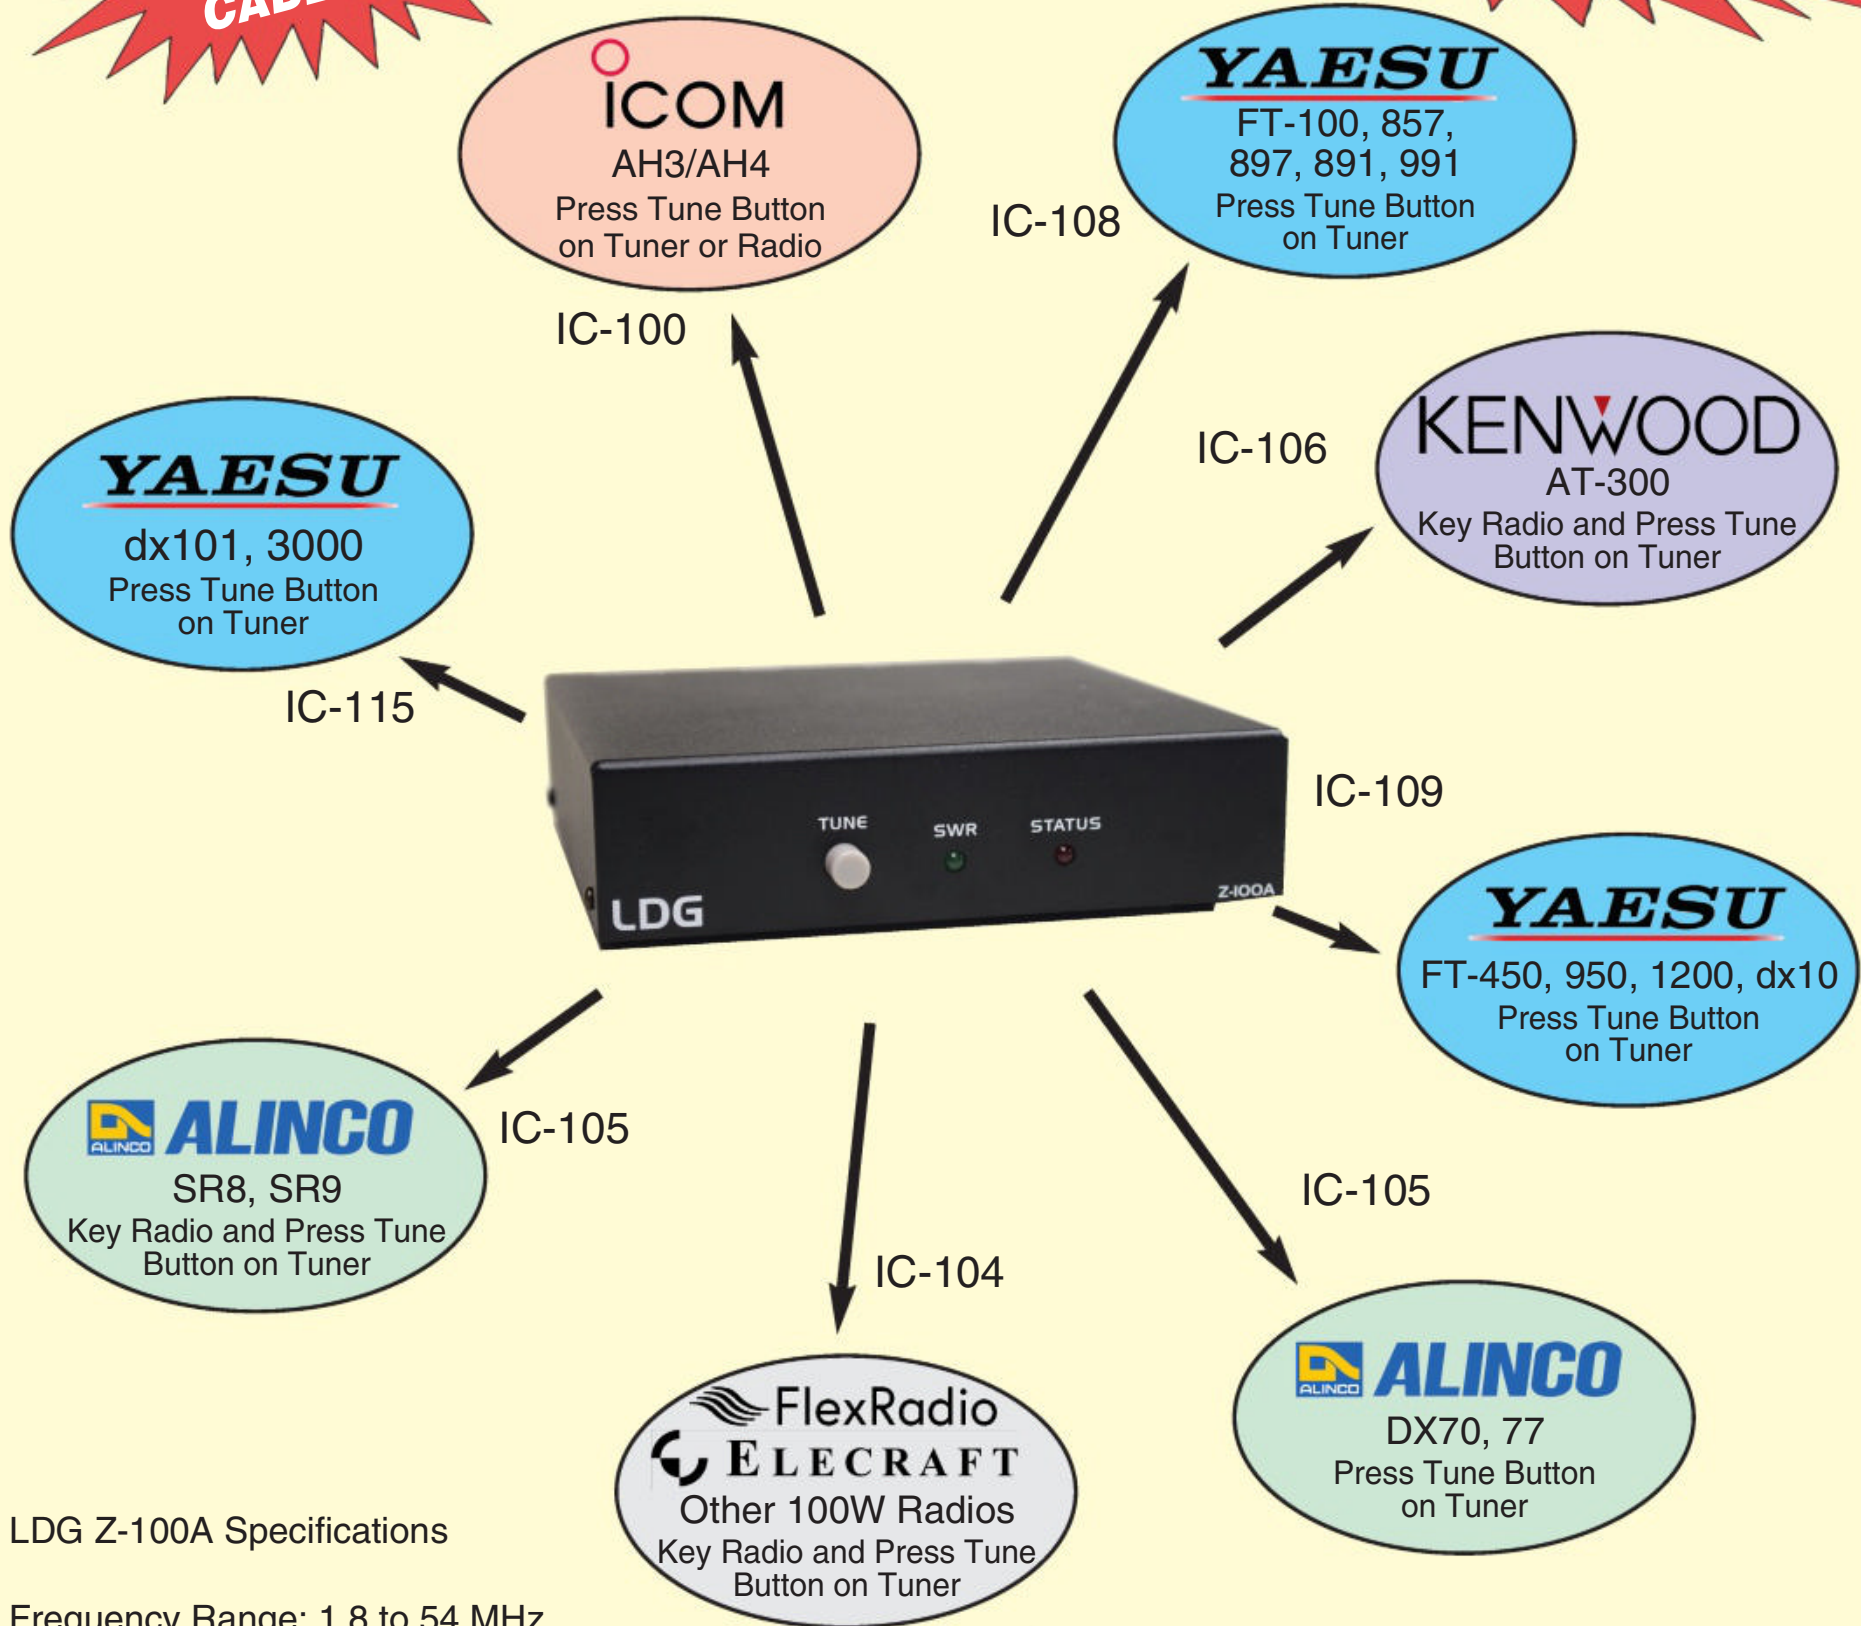 ICOM
AH3/AH4
Press Tune Button
on Tuner or Radio
IC-100
YAESU
FT-100, 857,
897, 891, 991
Press Tune Button
on Tuner
IC-108
KENWOOD
AT-300
Key Radio and Press Tune
Button on Tuner
IC-106
YAESU
dx101, 3000
Press Tune Button
on Tuner
IC-115
TUNE
SWR
STATUS
LDG
Z-100A
IC-109
YAESU
FT-450, 950, 1200, dx10
Press Tune Button
on Tuner
ALINCO
ALINCO
SR8, SR9
Key Radio and Press Tune
Button on Tuner
IC-105
IC-104
FlexRadio
ELECRAFT
Other 100W Radios
Key Radio and Press Tune
Button on Tuner
IC-105
ALINCO
ALINCO
DX70, 77
Press Tune Button
on Tuner
LDG Z-100A Specifications
Frequency Range: 1.8 to 54 MHz